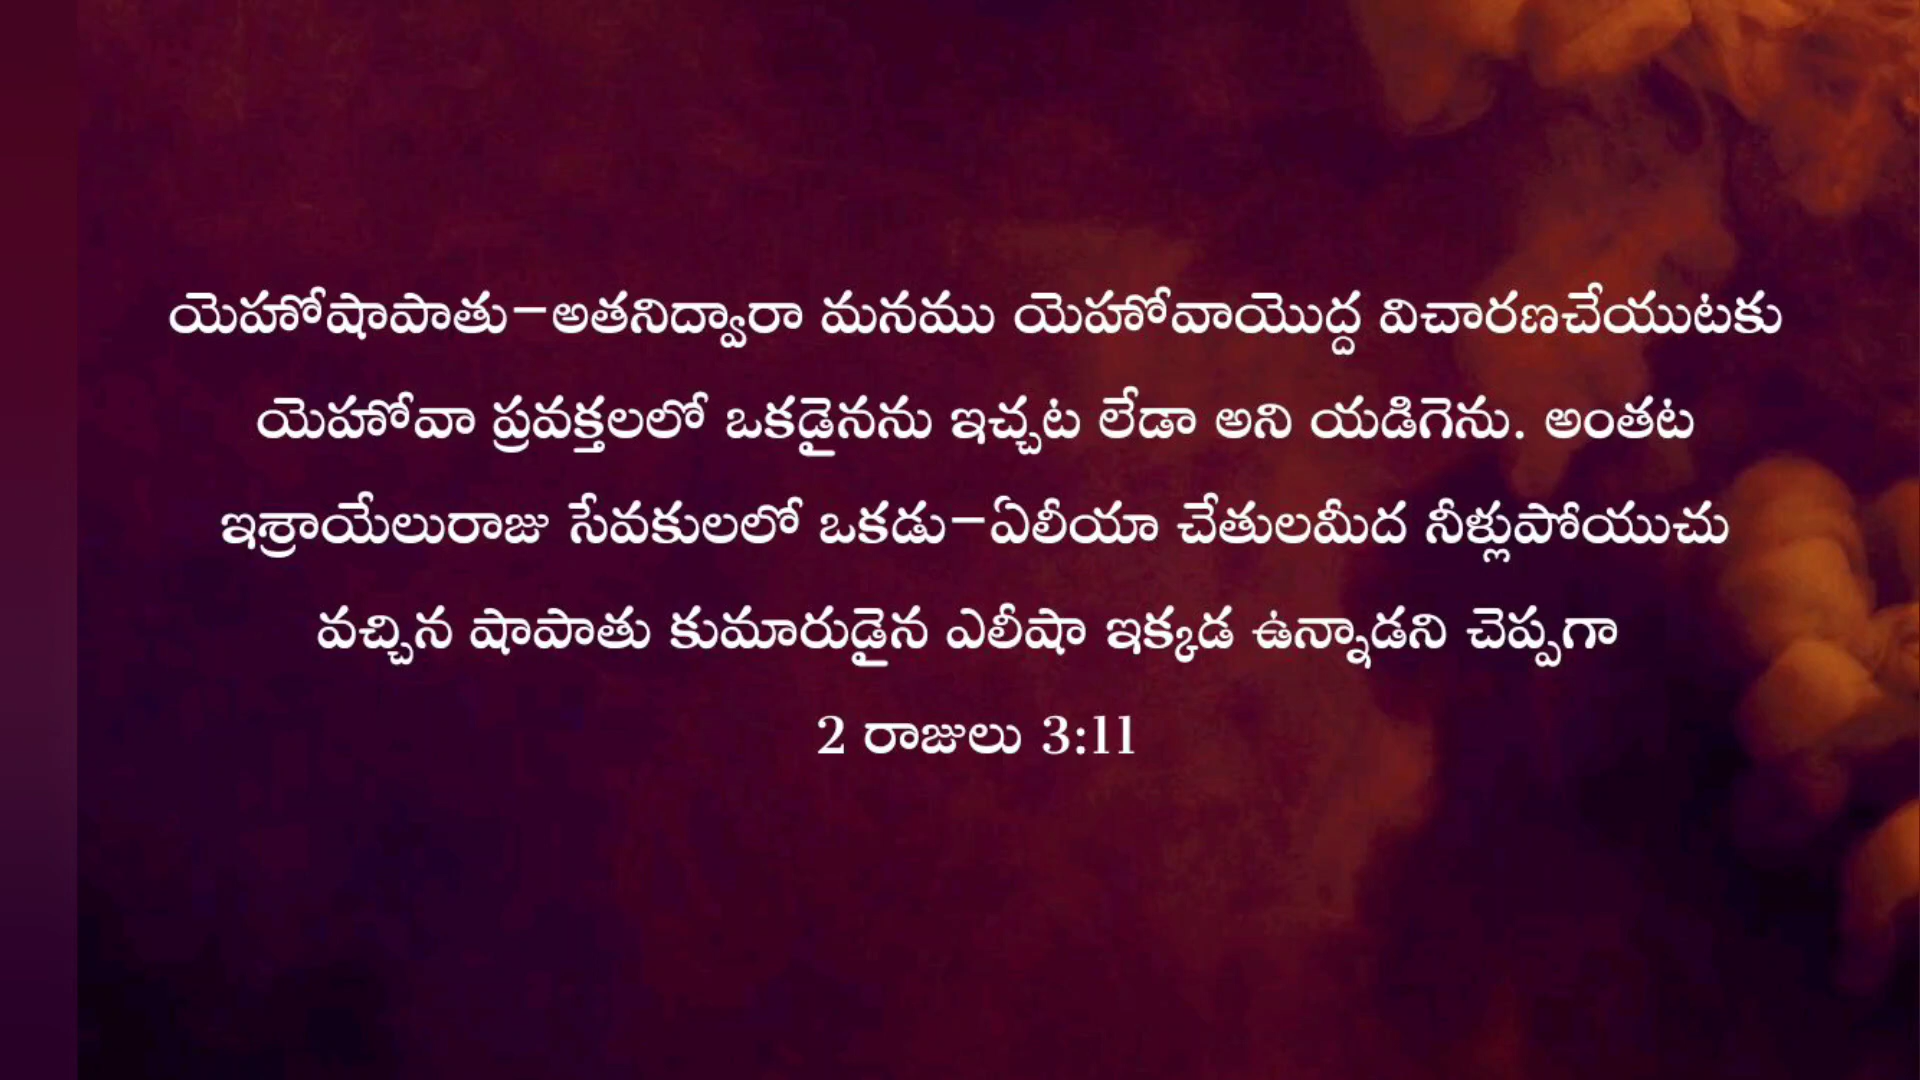 యెహోషాపాతు–అతనిద్వారా మనము యెహోవాయొద్ద విచారణచేయుటకు
యెహోవా ప్రవక్తలలో ఒకడైనను ఇచ్చట లేడా అని యడిగెను. అంతట
ఇశ్రాయేలురాజు సేవకులలో ఒకడు–ఏలీయా చేతులమీద నీళ్లుపోయుచు
వచ్చిన షాపాతు కుమారుడైన ఎలీషా ఇక్కడ ఉన్నాడని చెప్పగా
2 రాజులు 3:11